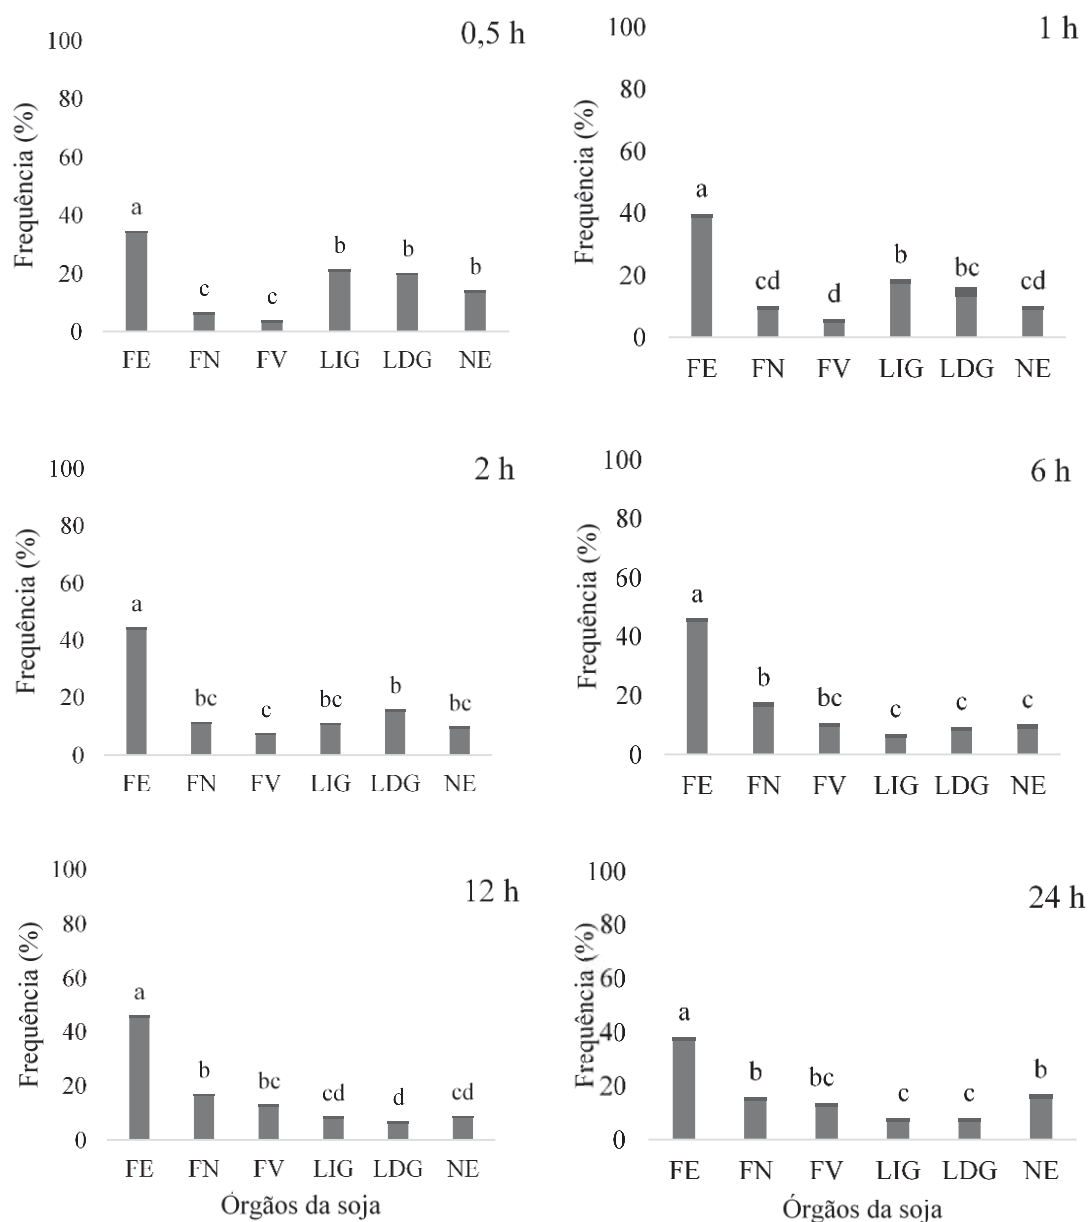 0,5 h
Frequência (%)
100
80
60
40
20
0
a
c
c
b
b
b
FE FN FV LIG LDG NE
1 h
Frequência (%)
100
80
60
40
20
0
a
cd
d
b
bc
cd
FE FN FV LIG LDG NE
2 h
Frequência (%)
100
80
60
40
20
0
a
bc
c
bc
b
bc
FE FN FV LIG LDG NE
6 h
Frequência (%)
100
80
60
40
20
0
a
b
bc
c
c
c
FE FN FV LIG LDG NE
12 h
Frequência (%)
100
80
60
40
20
0
a
b
bc
cd
d
cd
FE FN FV LIG LDG NE
Órgãos da soja
24 h
Frequência (%)
100
80
60
40
20
0
a
b
bc
c
c
b
FE FN FV LIG LDG NE
Órgãos da soja